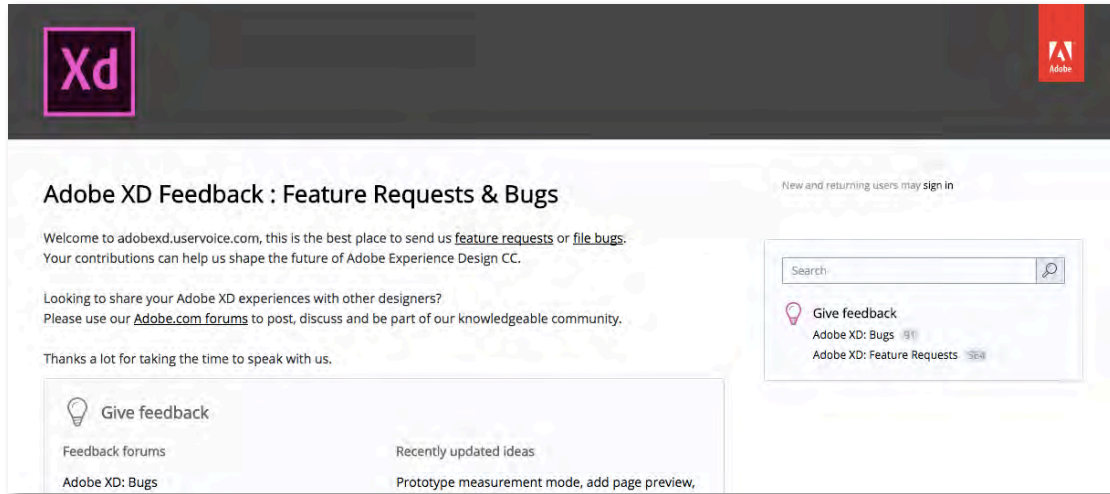 Xd
Adobe
Adobe XD Feedback : Feature Requests & Bugs
Welcome to adobexd.uservoice.com, this is the best place to send us feature requests or file bugs.
Your contributions can help us shape the future of Adobe Experience Design CC.
Looking to share your Adobe XD experiences with other designers?
Please use our Adobe.com forums to post, discuss and be part of our knowledgeable community.
Thanks a lot for taking the time to speak with us.
Give feedback
Feedback forums
Adobe XD: Bugs
Recently updated ideas
Prototype measurement mode, add page preview,
New and returning users may sign in
Search
Give feedback
Adobe XD: Bugs
Adobe XD: Feature Requests